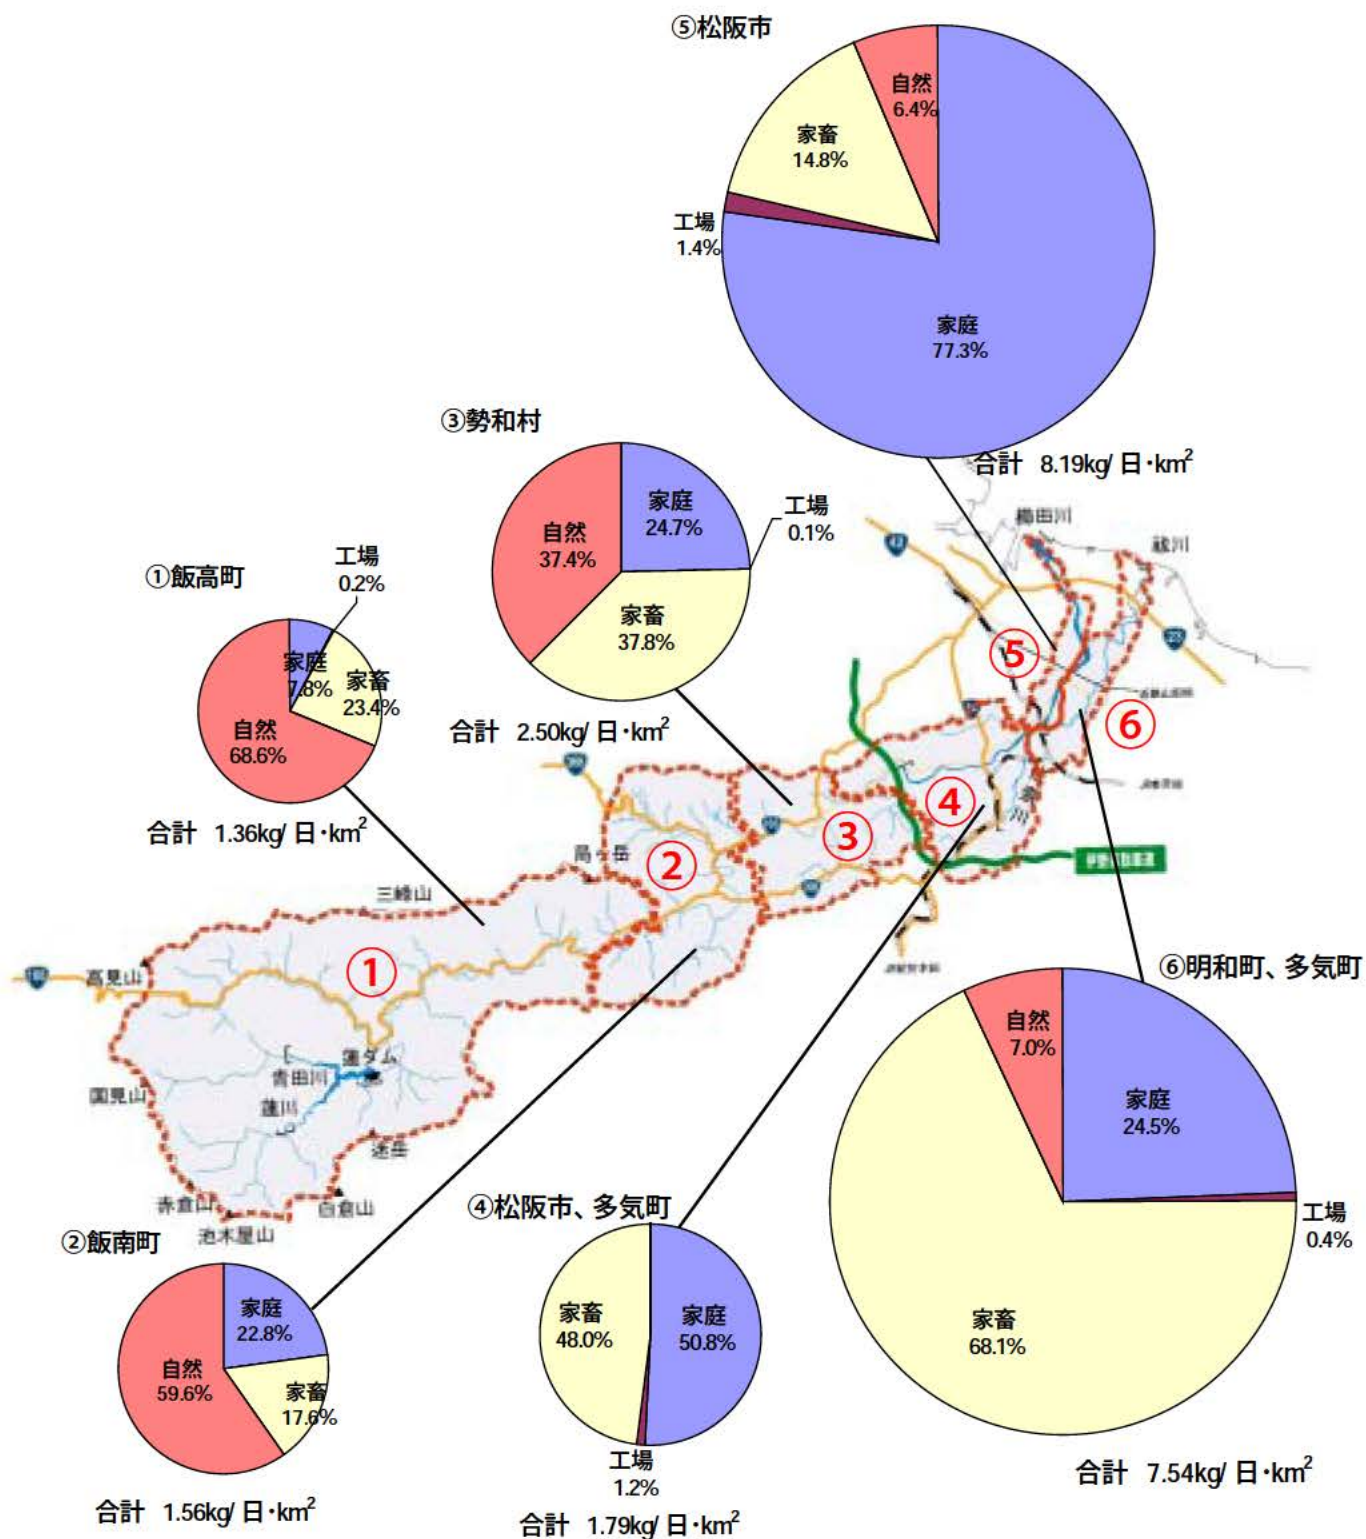 ⑤松阪市
自然
6.4%
家畜
14.8%
工場
1.4%
家庭
77.3%
合計 8.19kg/日・km²
③勢和村
家庭
24.7%
工場
0.1%
自然
37.4%
家畜
37.8%
合計 2.50kg/日・km²
①飯高町
工場
0.2%
家庭
7.8%
家畜
23.4%
自然
68.6%
合計 1.36kg/日・km²
櫛田川
祓川
42
23
⑤
⑥
④
③
②
①
局ヶ岳
三峰山
高見山
蓮ダム
青田川
蓮川
国見山
迷岳
赤倉山
白倉山
池木屋山
⑥明和町、多気町
自然
7.0%
家庭
24.5%
工場
0.4%
家畜
68.1%
合計 7.54kg/日・km²
④松阪市、多気町
家畜
48.0%
家庭
50.8%
工場
1.2%
合計 1.79kg/日・km²
②飯南町
家庭
22.8%
自然
59.6%
家畜
17.6%
合計 1.56kg/日・km²